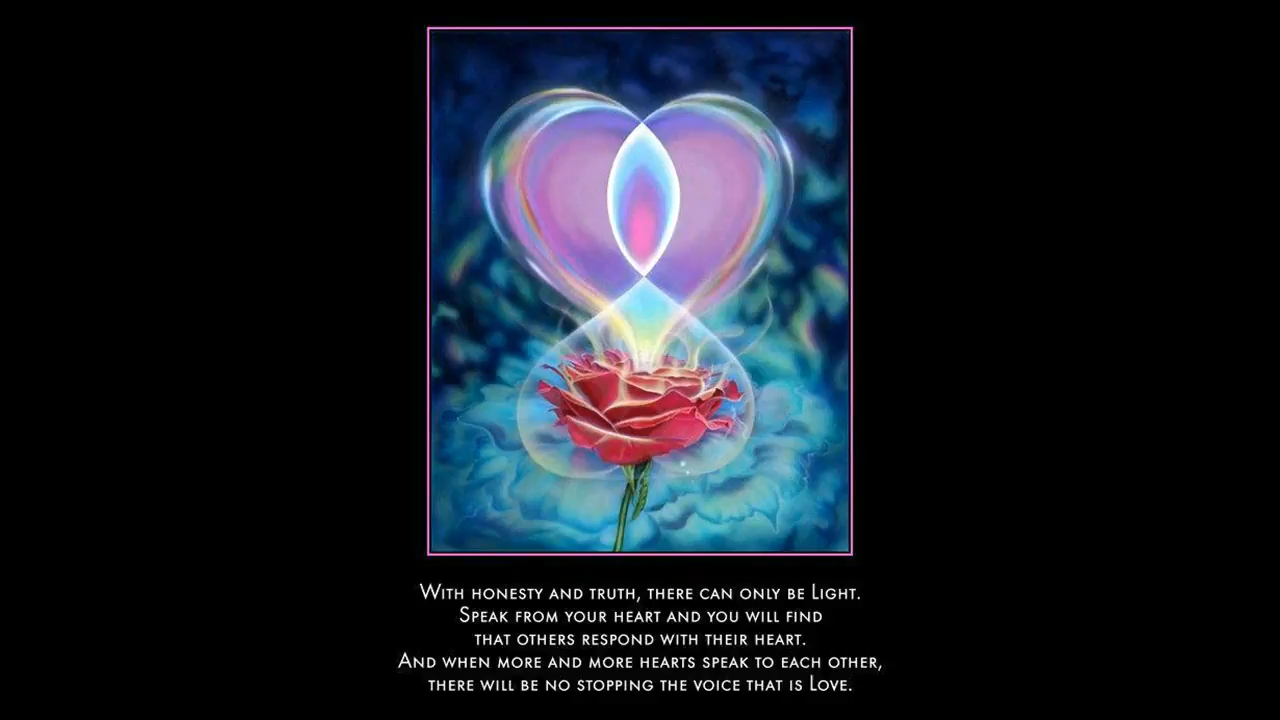 With honesty and truth, there can only be Light.
Speak from your heart and you will find
that others respond with their heart.
And when more and more hearts speak to each other,
there will be no stopping the voice that is Love.